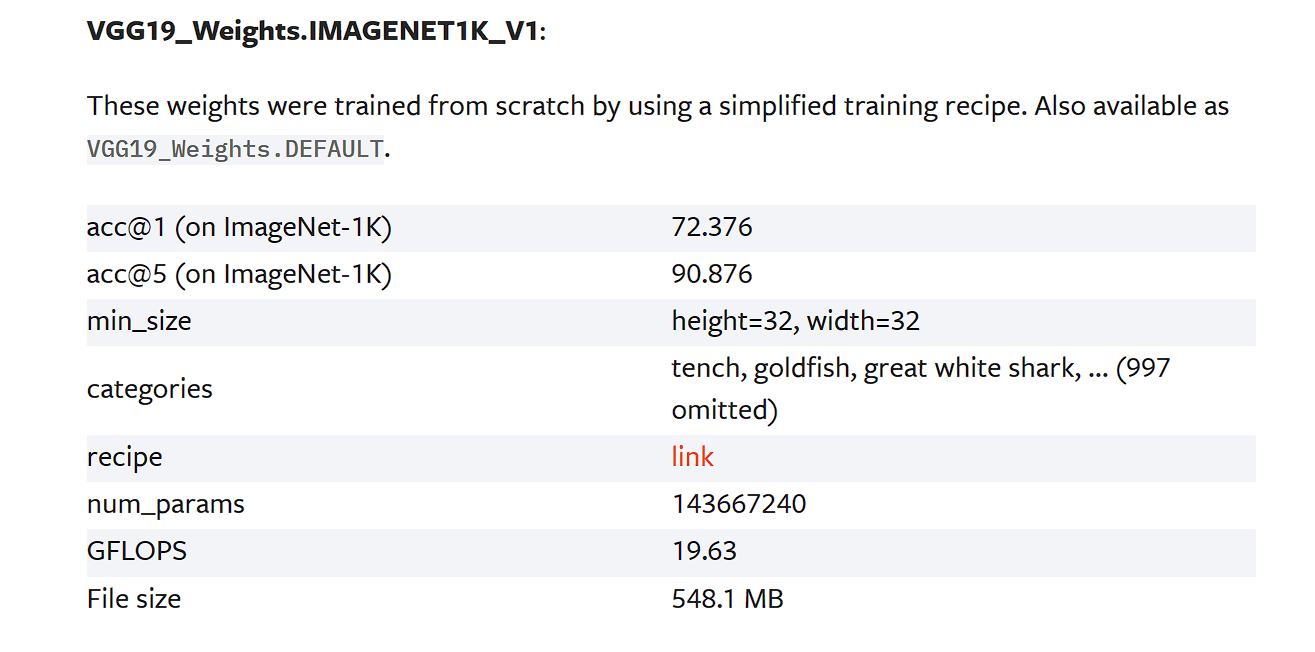 VGG19_Weights.IMAGENET1K_V1:
These weights were trained from scratch by using a simplified training recipe. Also available as
VGG19_Weights.DEFAULT.
acc@1 (on ImageNet-1K) 72.376
acc@5 (on ImageNet-1K) 90.876
min_size height=32, width=32
categories tench, goldfish, great white shark, ... (997
omitted)
recipe link
num_params 143667240
GFLOPS 19.63
File size 548.1 MB